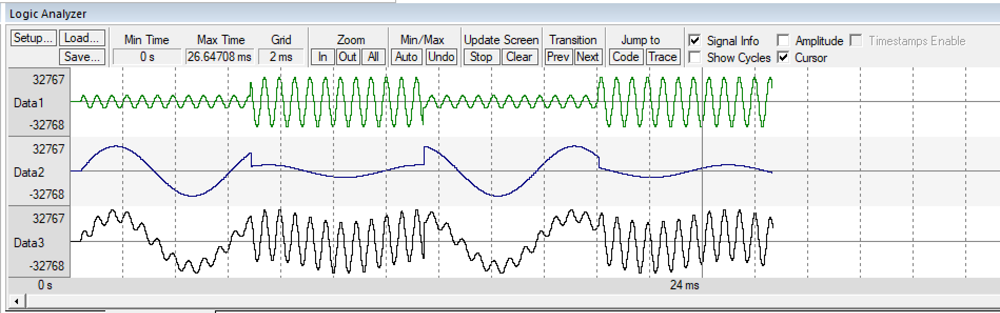 Logic Analyzer
Setup... Load... Min Time Max Time Grid Zoom Min/Max Update Screen Transition Jump to Signal Info Amplitude Timestamps Enable
Save... 0 s 26.64708 ms 2 ms In Out All Auto Undo Stop Clear Prev Next Code Trace Show Cycles Cursor
32767
Data1
-32768
32767
Data2
-32768
32767
Data3
-32768
0 s 24 ms